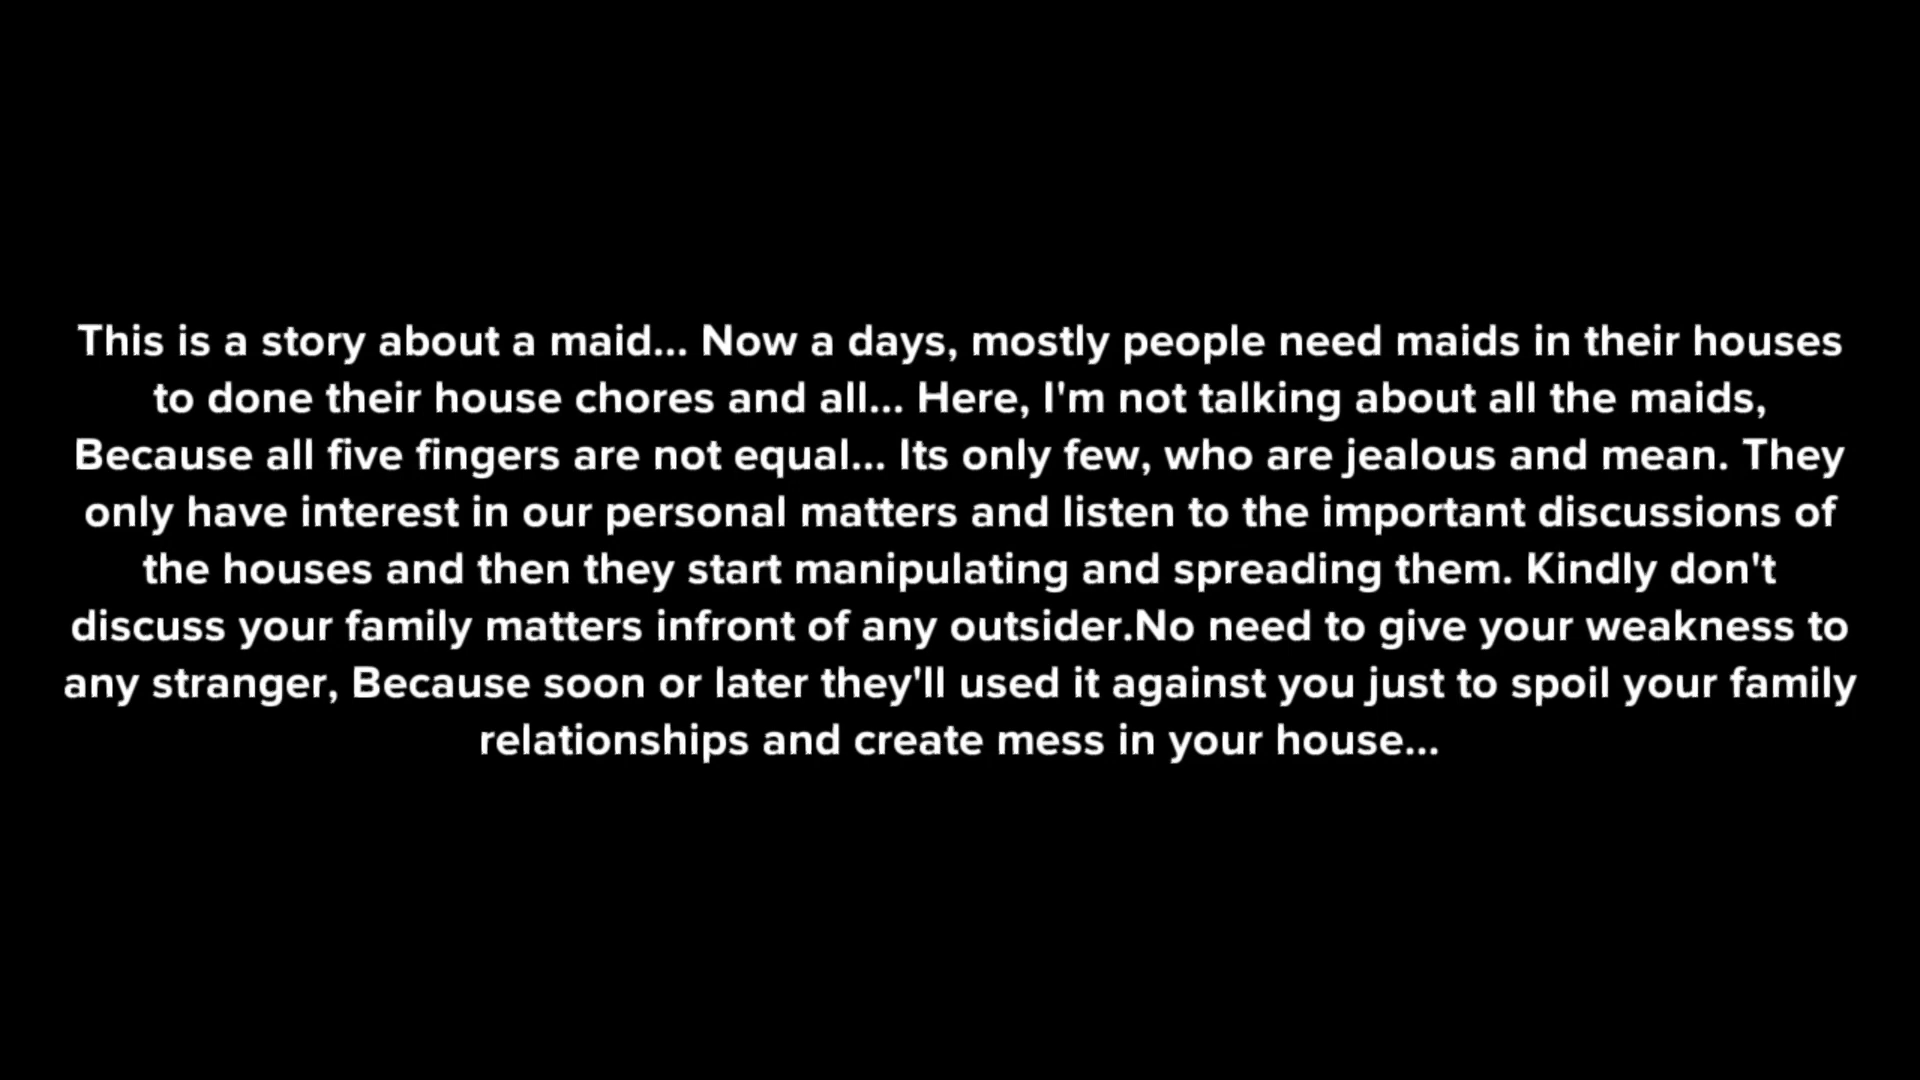 This is a story about a maid... Now a days, mostly people need maids in their houses
to done their house chores and all... Here, I'm not talking about all the maids,
Because all five fingers are not equal... Its only few, who are jealous and mean. They
only have interest in our personal matters and listen to the important discussions of
the houses and then they start manipulating and spreading them. Kindly don't
discuss your family matters infront of any outsider.No need to give your weakness to
any stranger, Because soon or later they'll used it against you just to spoil your family
relationships and create mess in your house...